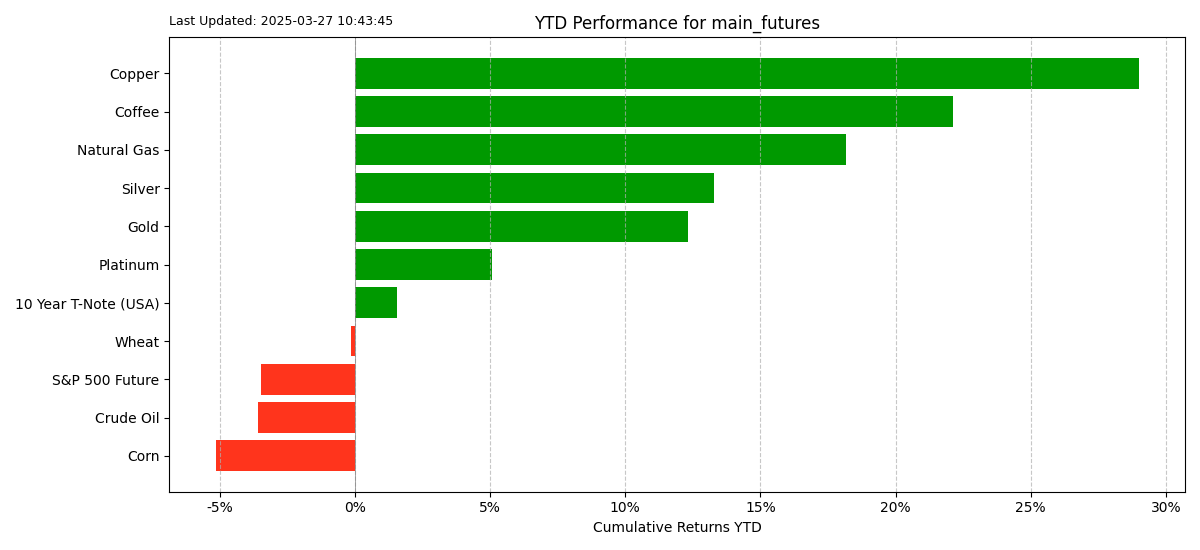 Last Updated: 2025-03-27 10:43:45
YTD Performance for main_futures
Copper
Coffee
Natural Gas
Silver
Gold
Platinum
10 Year T-Note (USA)
Wheat
S&P 500 Future
Crude Oil
Corn
-5% 0% 5% 10% 15% 20% 25% 30%
Cumulative Returns YTD